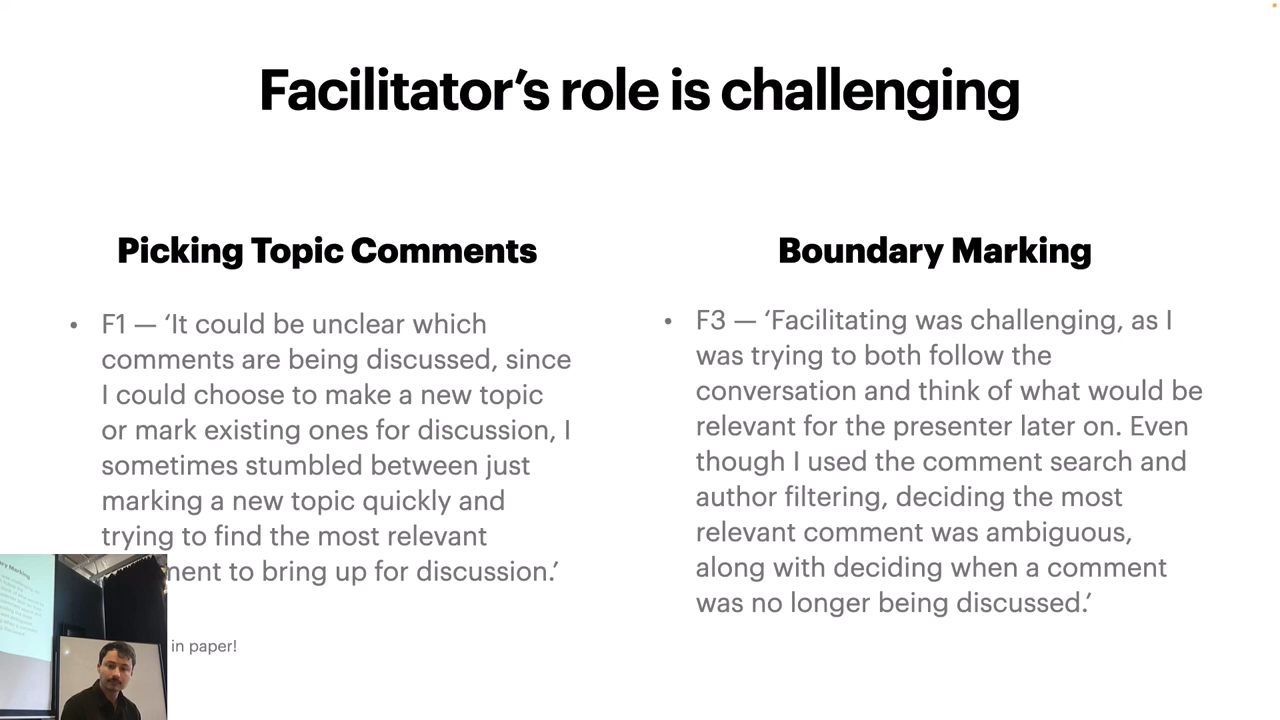 Facilitator’s role is challenging
Picking Topic Comments
• F1 — ‘It could be unclear which
comments are being discussed, since
I could choose to make a new topic
or mark existing ones for discussion, I
sometimes stumbled between just
marking a new topic quickly and
trying to find the most relevant
to bring up for discussion.’
in paper!
Boundary Marking
• F3 — ‘Facilitating was challenging, as I
was trying to both follow the
conversation and think of what would be
relevant for the presenter later on. Even
though I used the comment search and
author filtering, deciding the most
relevant comment was ambiguous,
along with deciding when a comment
was no longer being discussed.’